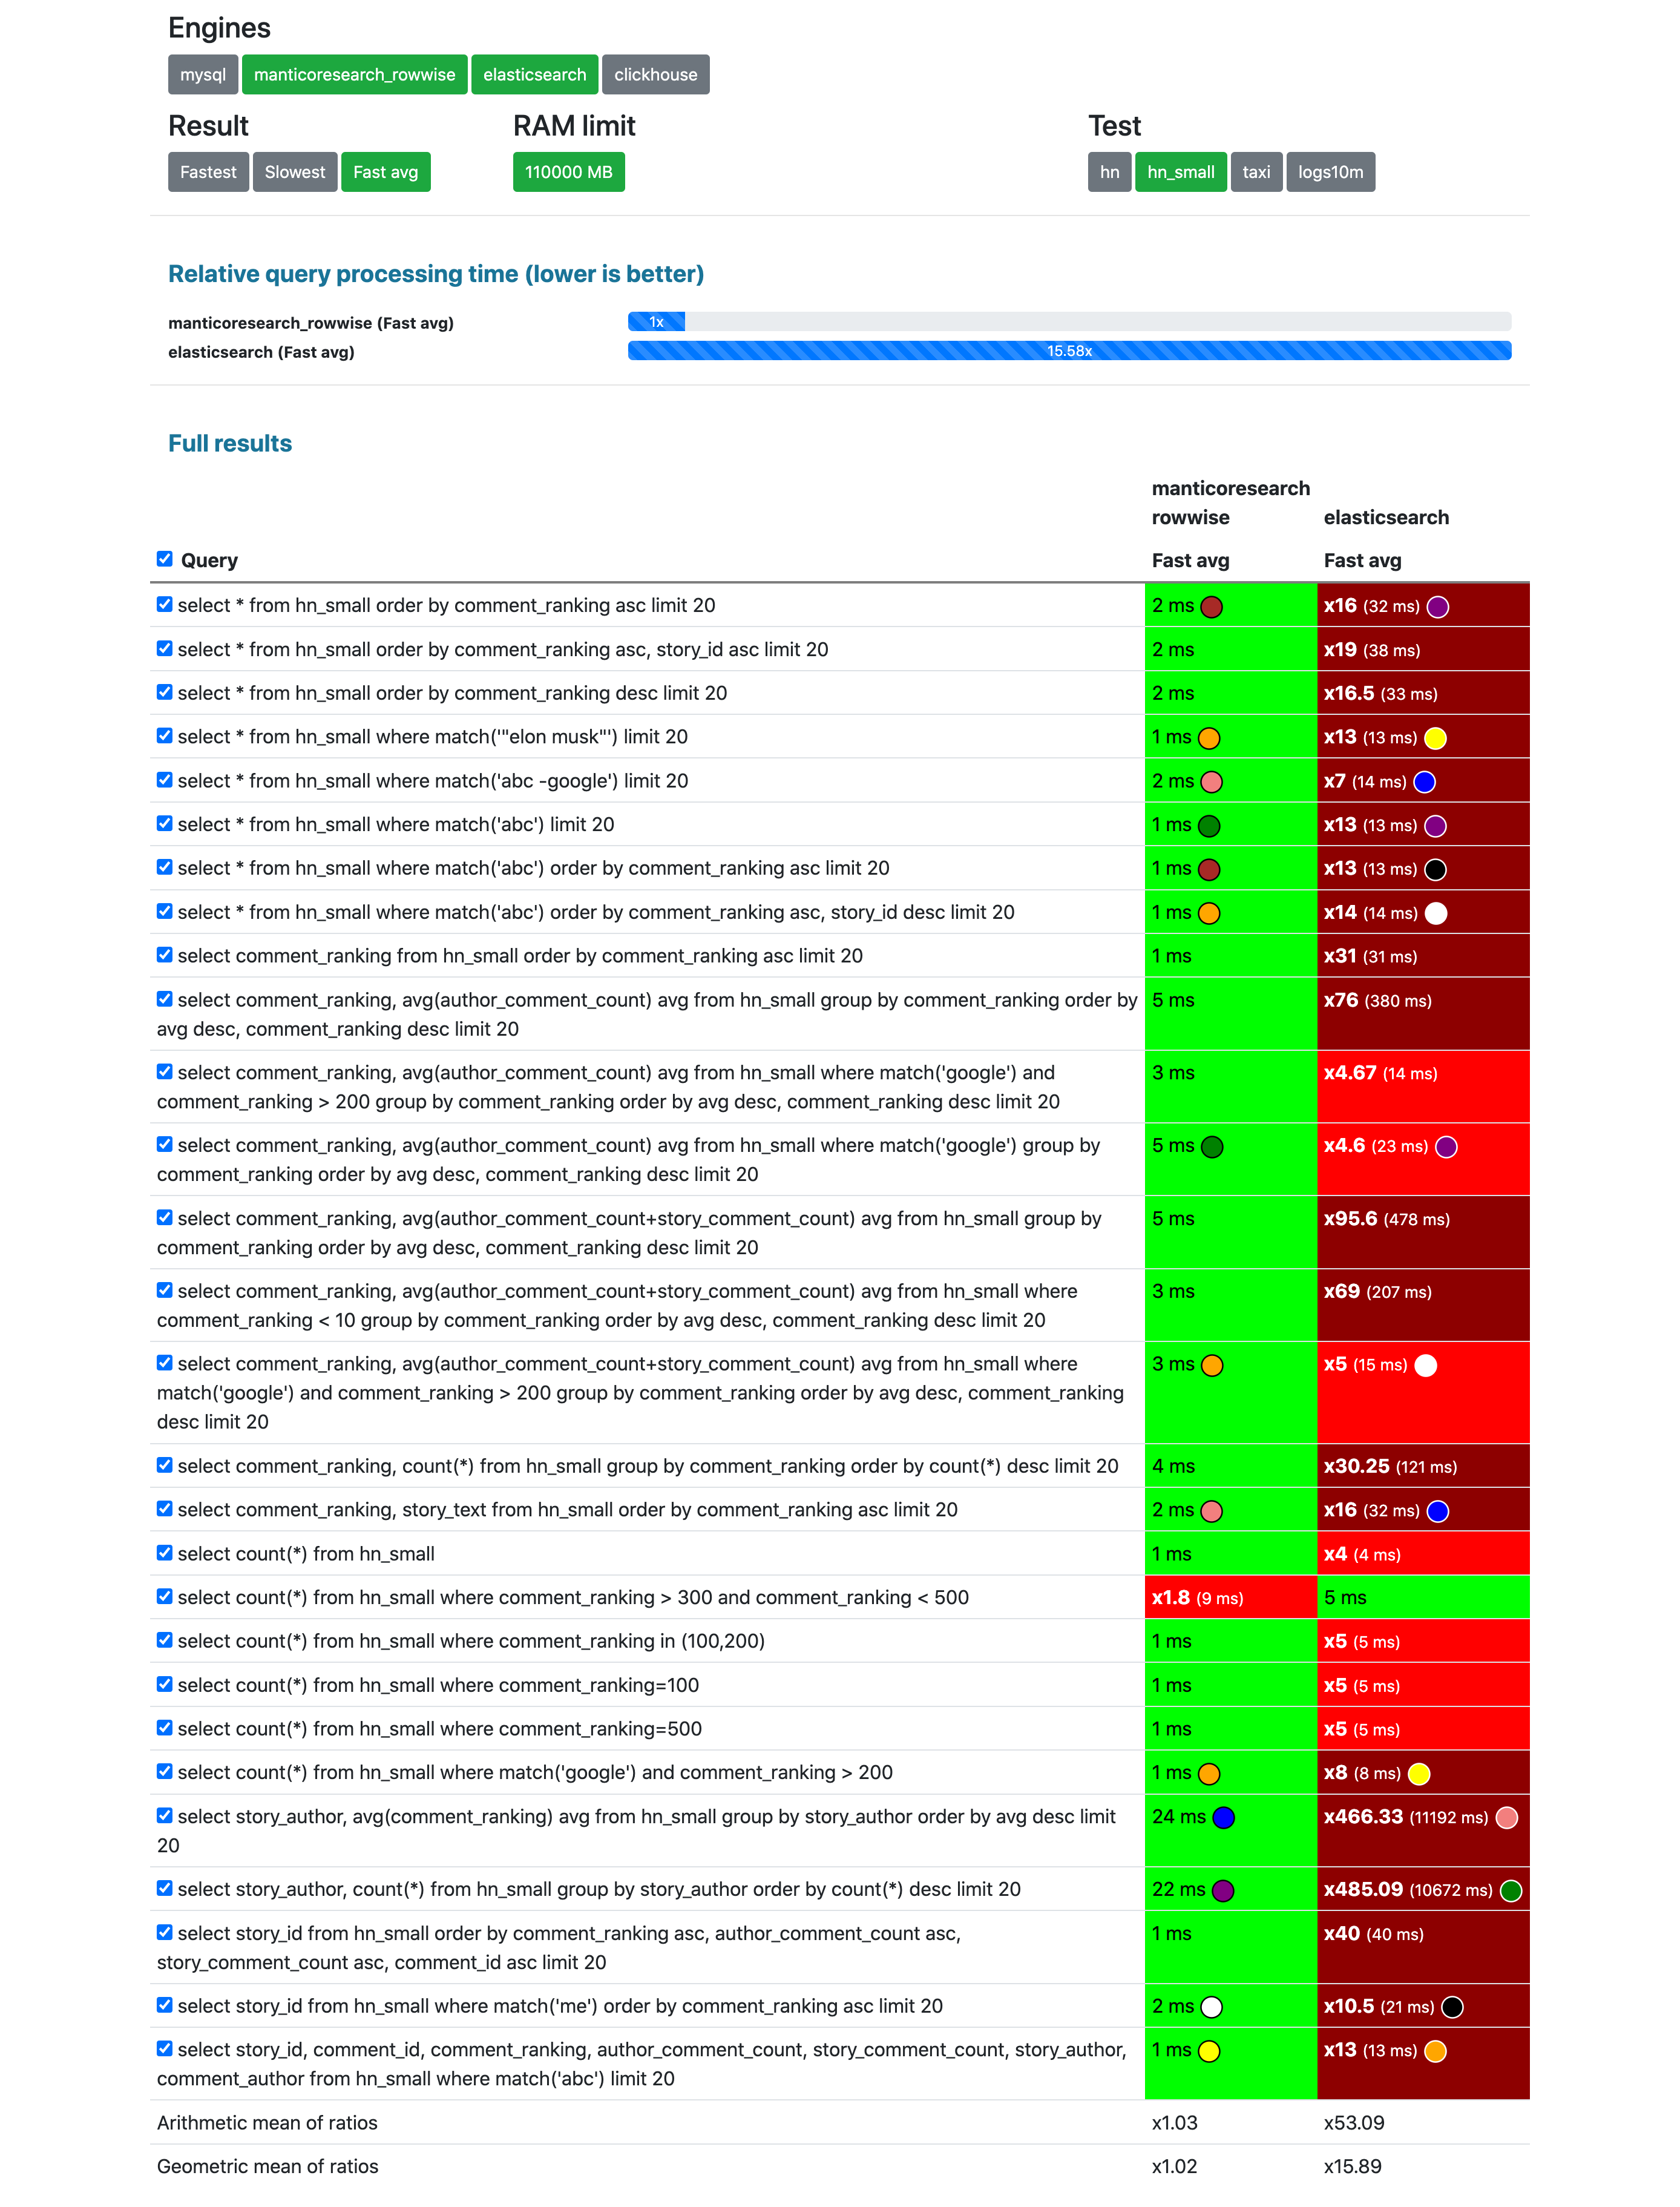 Engines
mysql manticoresearch_rowwise elasticsearch clickhouse
Result RAM limit Test
Fastest Slowest Fast avg 110000 MB hn hn_small taxi logs10m
Relative query processing time (lower is better)
manticoresearch_rowwise (Fast avg) 1x
elasticsearch (Fast avg) 15.58x
Full results
manticoresearch
rowwise elasticsearch
Query Fast avg Fast avg
select * from hn_small order by comment_ranking asc limit 20 2 ms x16 (32 ms)
select * from hn_small order by comment_ranking asc, story_id asc limit 20 2 ms x19 (38 ms)
select * from hn_small order by comment_ranking desc limit 20 2 ms x16.5 (33 ms)
select * from hn_small where match('"elon musk"') limit 20 1 ms x13 (13 ms)
select * from hn_small where match('abc -google') limit 20 2 ms x7 (14 ms)
select * from hn_small where match('abc') limit 20 1 ms x13 (13 ms)
select * from hn_small where match('abc') order by comment_ranking asc limit 20 1 ms x13 (13 ms)
select * from hn_small where match('abc') order by comment_ranking asc, story_id desc limit 20 1 ms x14 (14 ms)
select comment_ranking from hn_small order by comment_ranking asc limit 20 1 ms x31 (31 ms)
select comment_ranking, avg(author_comment_count) avg from hn_small group by comment_ranking order by 5 ms x76 (380 ms)
avg desc, comment_ranking desc limit 20
select comment_ranking, avg(author_comment_count) avg from hn_small where match('google') and 3 ms x4.67 (14 ms)
comment_ranking > 200 group by comment_ranking order by avg desc, comment_ranking desc limit 20
select comment_ranking, avg(author_comment_count) avg from hn_small where match('google') group by 5 ms x4.6 (23 ms)
comment_ranking order by avg desc, comment_ranking desc limit 20
select comment_ranking, avg(author_comment_count+story_comment_count) avg from hn_small group by 5 ms x95.6 (478 ms)
comment_ranking order by avg desc, comment_ranking desc limit 20
select comment_ranking, avg(author_comment_count+story_comment_count) avg from hn_small where 3 ms x69 (207 ms)
comment_ranking < 10 group by comment_ranking order by avg desc, comment_ranking desc limit 20
select comment_ranking, avg(author_comment_count+story_comment_count) avg from hn_small where 3 ms x5 (15 ms)
match('google') and comment_ranking > 200 group by comment_ranking order by avg desc, comment_ranking
desc limit 20
select comment_ranking, count(*) from hn_small group by comment_ranking order by count(*) desc limit 20 4 ms x30.25 (121 ms)
select comment_ranking, story_text from hn_small order by comment_ranking asc limit 20 2 ms x16 (32 ms)
select count(*) from hn_small 1 ms x4 (4 ms)
select count(*) from hn_small where comment_ranking > 300 and comment_ranking < 500 x1.8 (9 ms) 5 ms
select count(*) from hn_small where comment_ranking in (100,200) 1 ms x5 (5 ms)
select count(*) from hn_small where comment_ranking=100 1 ms x5 (5 ms)
select count(*) from hn_small where comment_ranking=500 1 ms x5 (5 ms)
select count(*) from hn_small where match('google') and comment_ranking > 200 1 ms x8 (8 ms)
select story_author, avg(comment_ranking) avg from hn_small group by story_author order by avg desc limit 24 ms x466.33 (11192 ms)
20
select story_author, count(*) from hn_small group by story_author order by count(*) desc limit 20 22 ms x485.09 (10672 ms)
select story_id from hn_small order by comment_ranking asc, author_comment_count asc, 1 ms x40 (40 ms)
story_comment_count asc, comment_id asc limit 20
select story_id from hn_small where match('me') order by comment_ranking asc limit 20 2 ms x10.5 (21 ms)
select story_id, comment_id, comment_ranking, author_comment_count, story_comment_count, story_author, 1 ms x13 (13 ms)
comment_author from hn_small where match('abc') limit 20
Arithmetic mean of ratios x1.03 x53.09
Geometric mean of ratios x1.02 x15.89